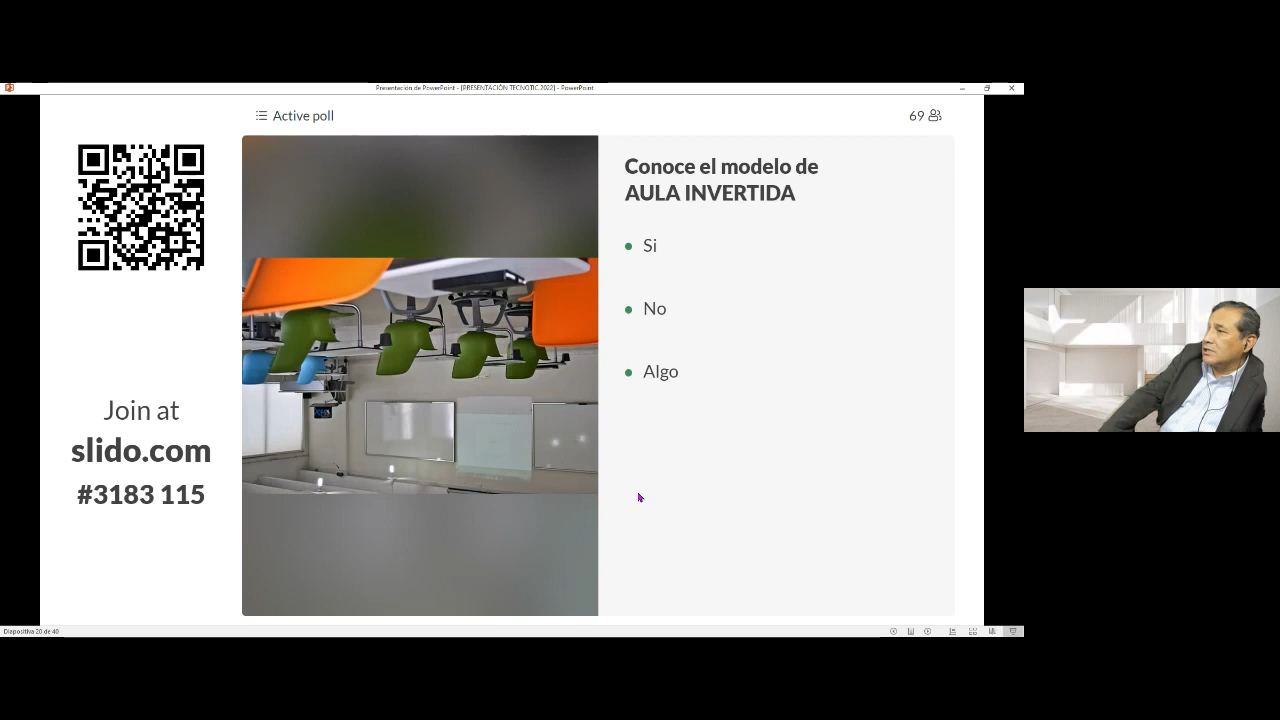 Presentación de PowerPoint - [PRESENTACIÓN TECNOTIC 2022] - PowerPoint
Active poll
69
Conoce el modelo de
AULA INVERTIDA
Si
No
Algo
Join at
slido.com
#3183 115
Diapositiva 20 de 40